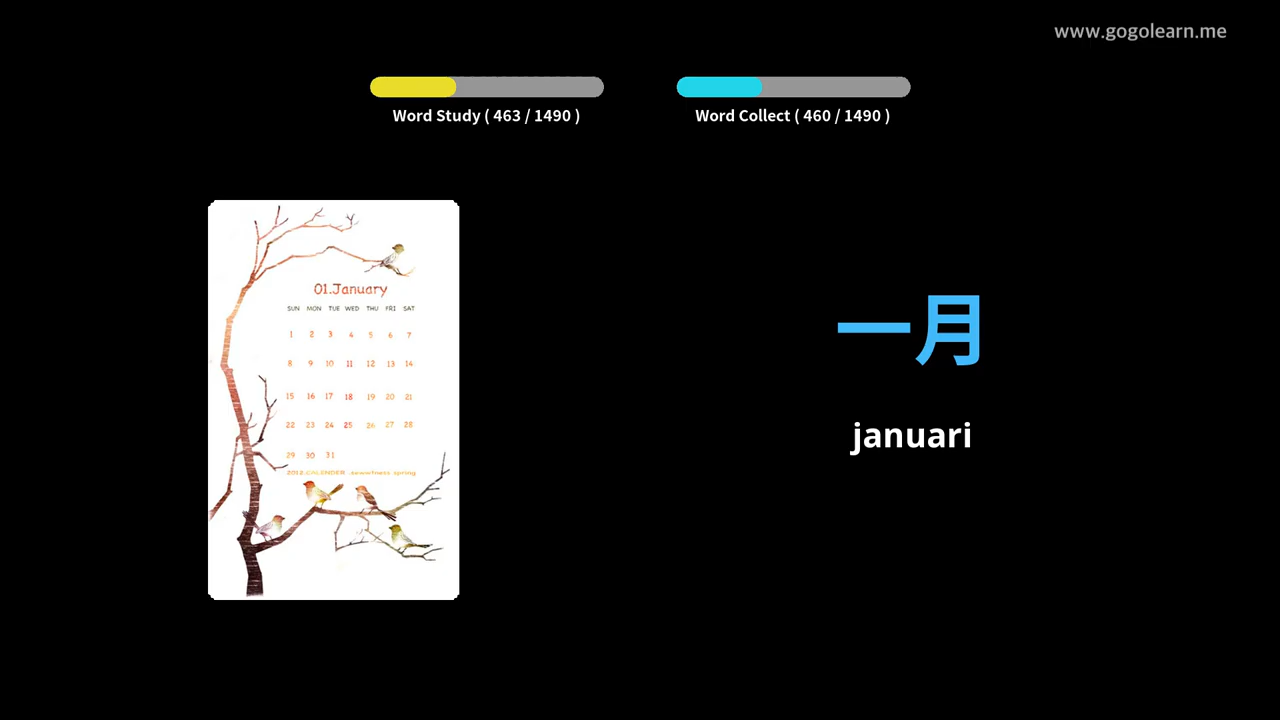 www.gogolearn.me
Word Study ( 463 / 1490 )
Word Collect ( 460 / 1490 )
01.January
SUN MON TUE WED THU FRI SAT
1 2 3 4 5 6 7
8 9 10 11 12 13 14
15 16 17 18 19 20 21
22 23 24 25 26 27 28
29 30 31
2012.CALENDER
一月
januari